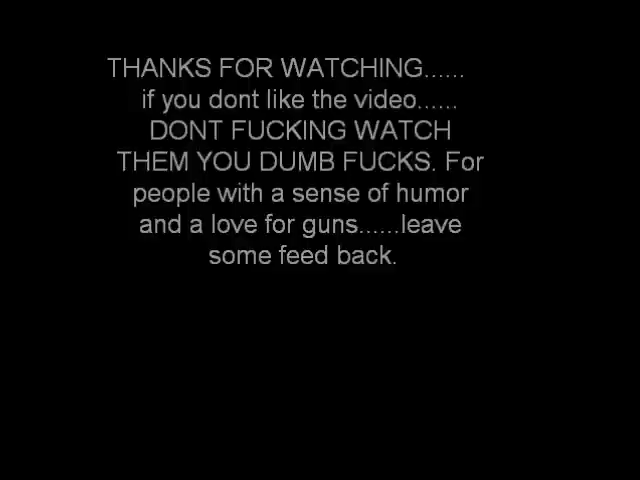 THANKS FOR WATCHING......
if you dont like the video......
DONT FUCKING WATCH
THEM YOU DUMB FUCKS. For
people with a sense of humor
and a love for guns......leave
some feed back.